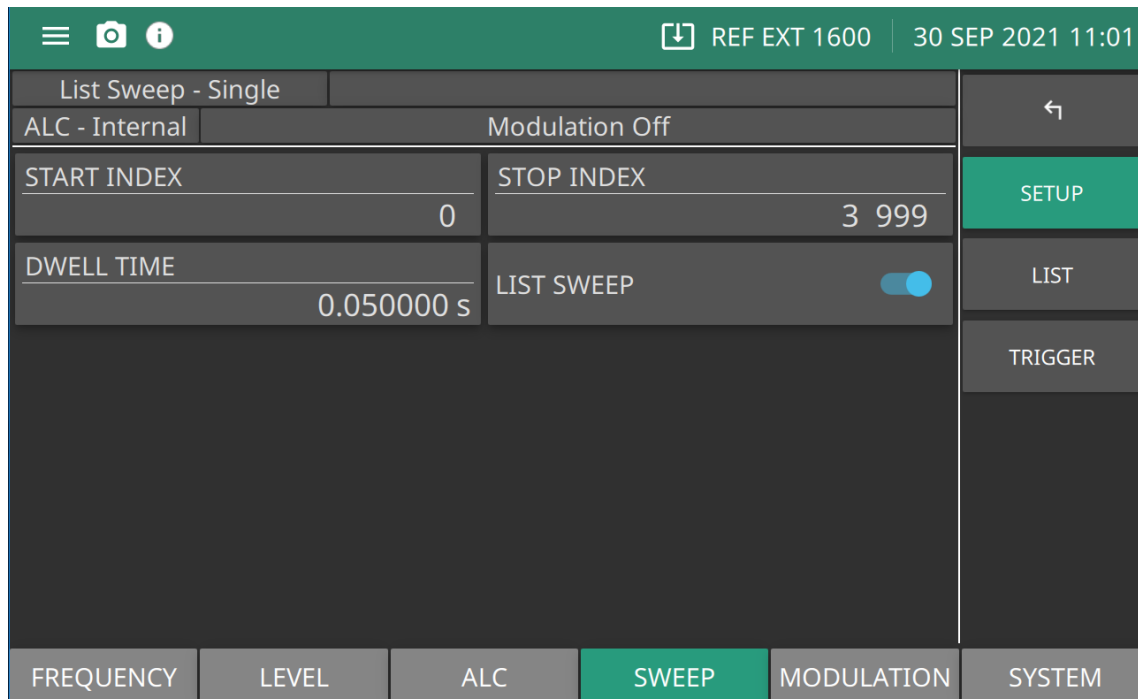 REF EXT 1600 30 SEP 2021 11:01
List Sweep - Single
ALC - Internal Modulation Off
START INDEX
0
STOP INDEX
3 999
DWELL TIME
0.050000 s
LIST SWEEP
SETUP
LIST
TRIGGER
FREQUENCY LEVEL ALC SWEEP MODULATION SYSTEM